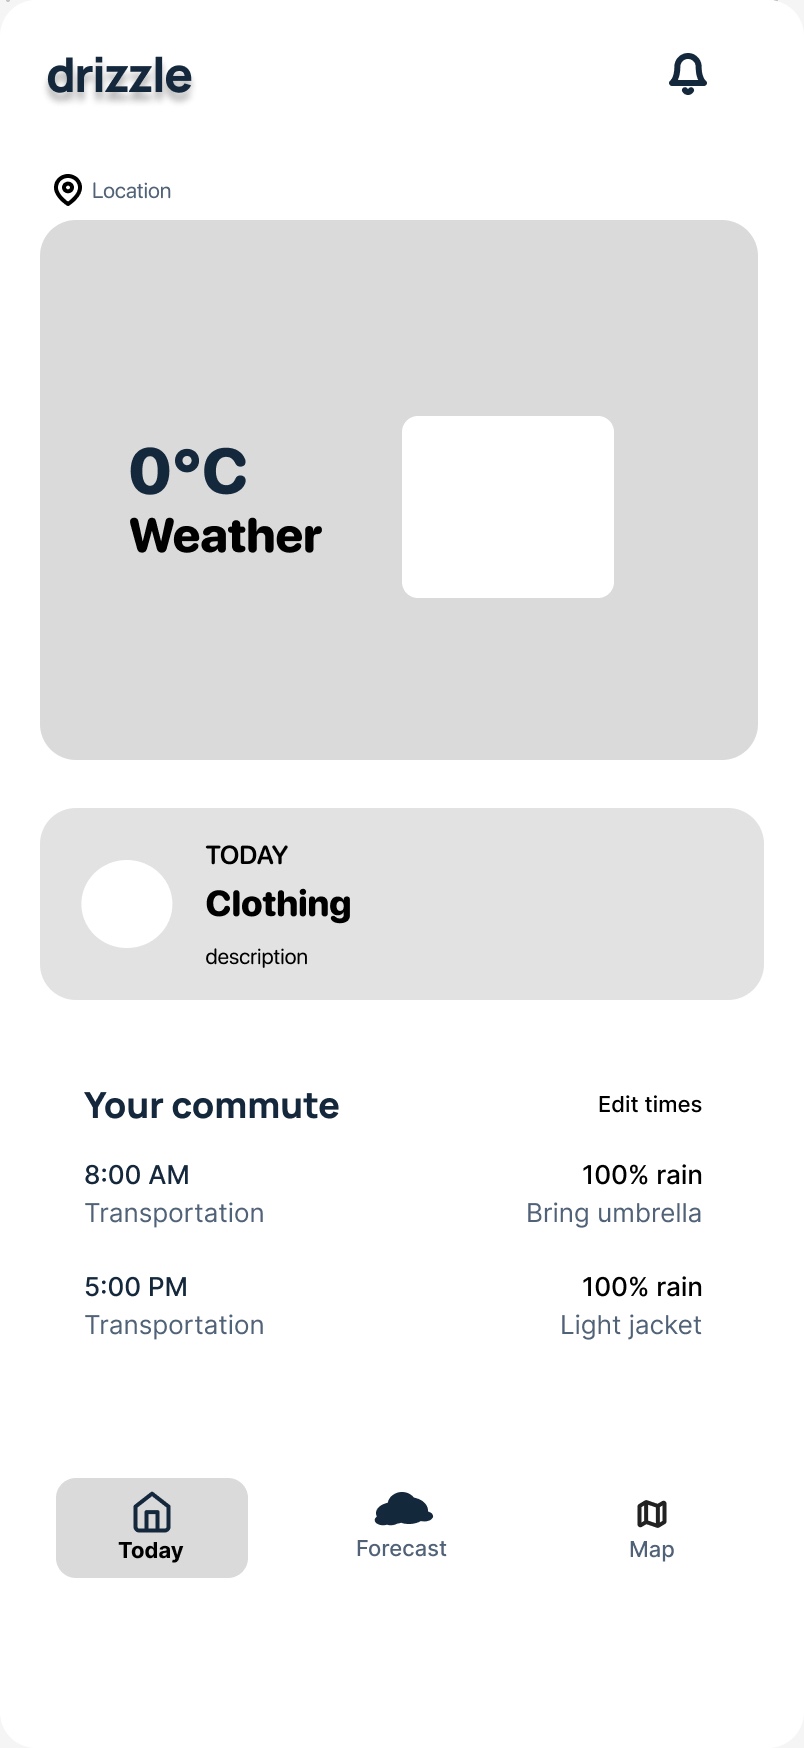 drizzle
Location
0°C
Weather
TODAY
Clothing
description
Your commute
Edit times
8:00 AM
100% rain
Transportation
Bring umbrella
5:00 PM
100% rain
Transportation
Light jacket
Today
Forecast
Map